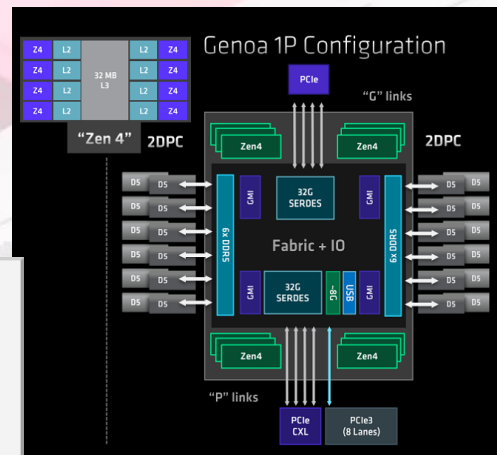 Genoa 1P Configuration
Z4 L2 L2 Z4
Z4 L2 L2 Z4
32 MB
L3
Z4 L2 L2 Z4
Z4 L2 L2 Z4
"Zen 4"
2DPC
PCIe
"G" links
2DPC
Zen4
Zen4
D5 D5
D5 D5
D5 D5
D5 D5
D5 D5
D5 D5
6x DDR5
GMI
32G
SERDES
GMI
Fabric + IO
GMI
32G
SERDES
~8G
USB
GMI
6x DDR5
D5 D5
D5 D5
D5 D5
D5 D5
D5 D5
D5 D5
Zen4
Zen4
"P" links
PCIe
CXL
PCIe3
(8 Lanes)